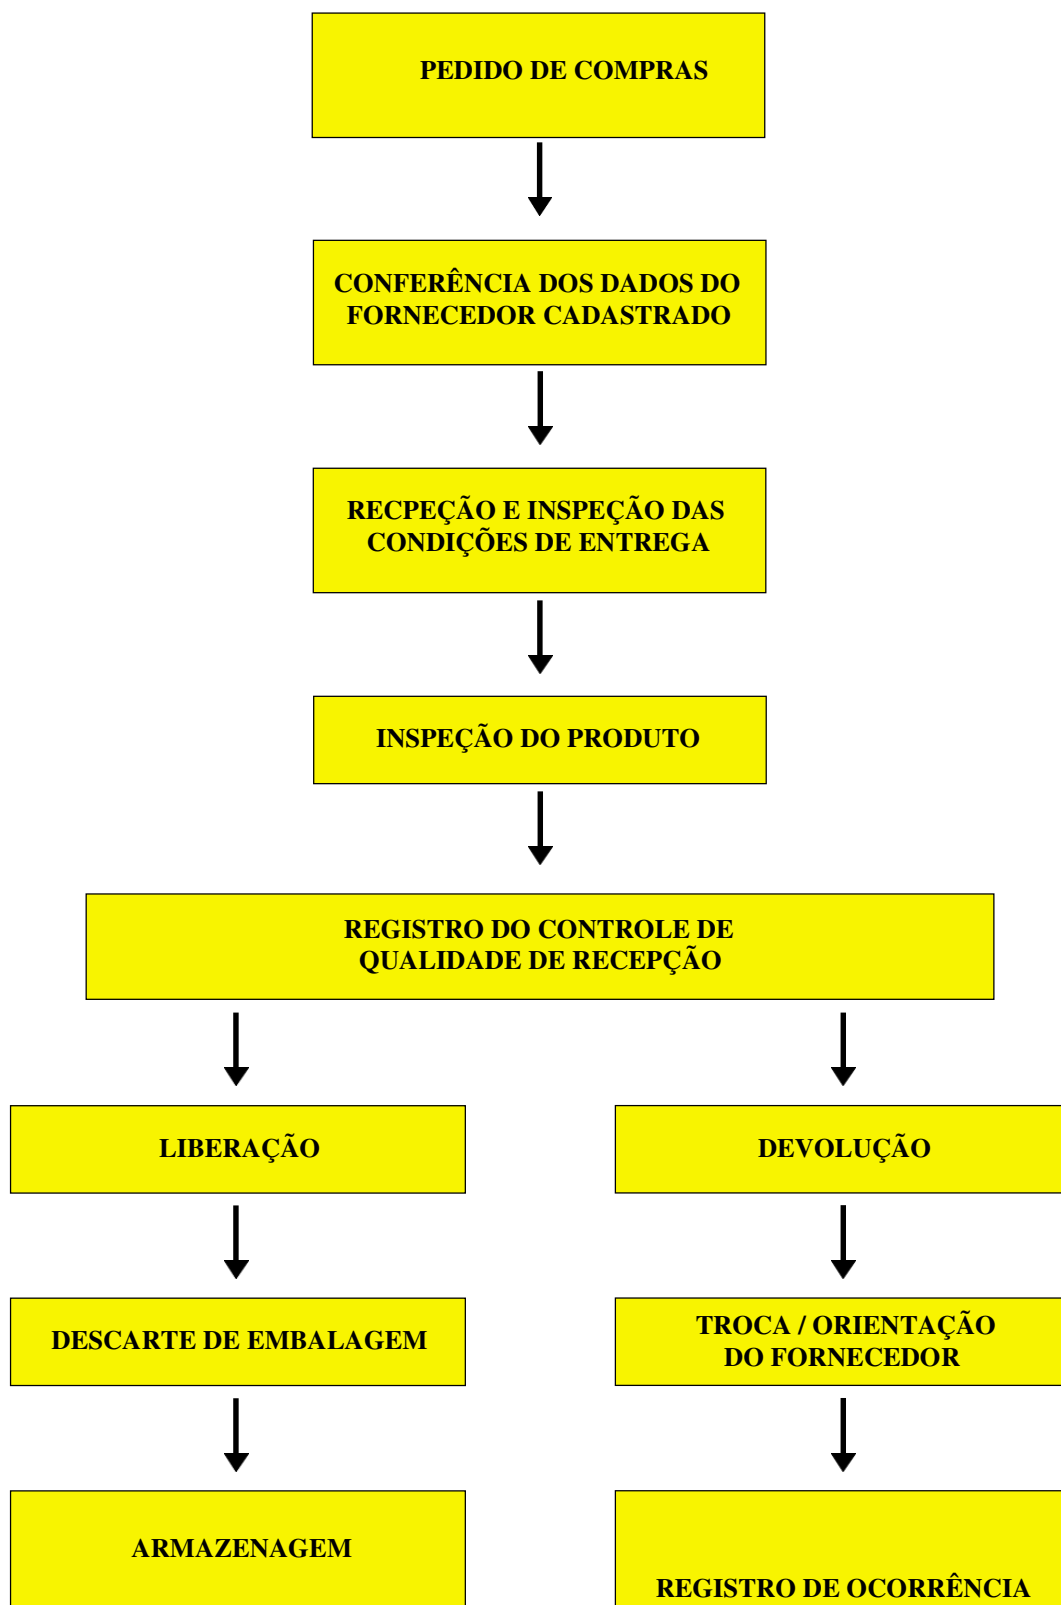 PEDIDO DE COMPRAS
CONFERÊNCIA DOS DADOS DO
FORNECEDOR CADASTRADO
RECPEÇÃO E INSPEÇÃO DAS
CONDIÇÕES DE ENTREGA
INSPEÇÃO DO PRODUTO
REGISTRO DO CONTROLE DE
QUALIDADE DE RECEPÇÃO
LIBERAÇÃO
DEVOLUÇÃO
DESCARTE DE EMBALAGEM
TROCA / ORIENTAÇÃO
DO FORNECEDOR
ARMAZENAGEM
REGISTRO DE OCORRÊNCIA